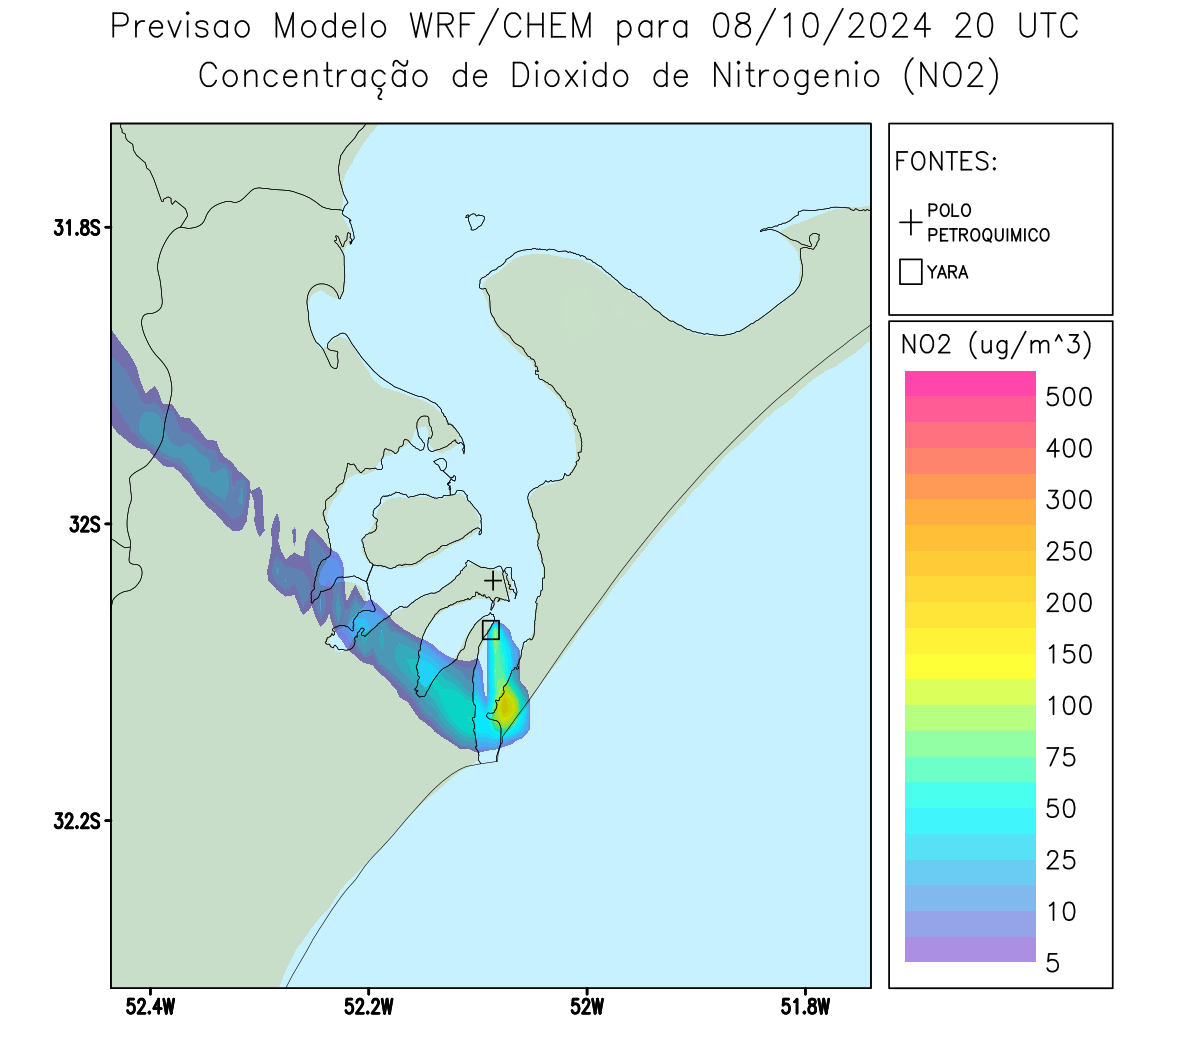 Previsao Modelo WRF/CHEM para 08/10/2024 20 UTC
Concentração de Dioxido de Nitrogenio (NO2)
FONTES:
POLO
PETROQUIMICO
YARA
NO2 (ug/m^3)
500
400
300
250
200
150
100
75
50
25
10
5
31.8S
32S
32.2S
52.4W
52.2W
52W
51.8W